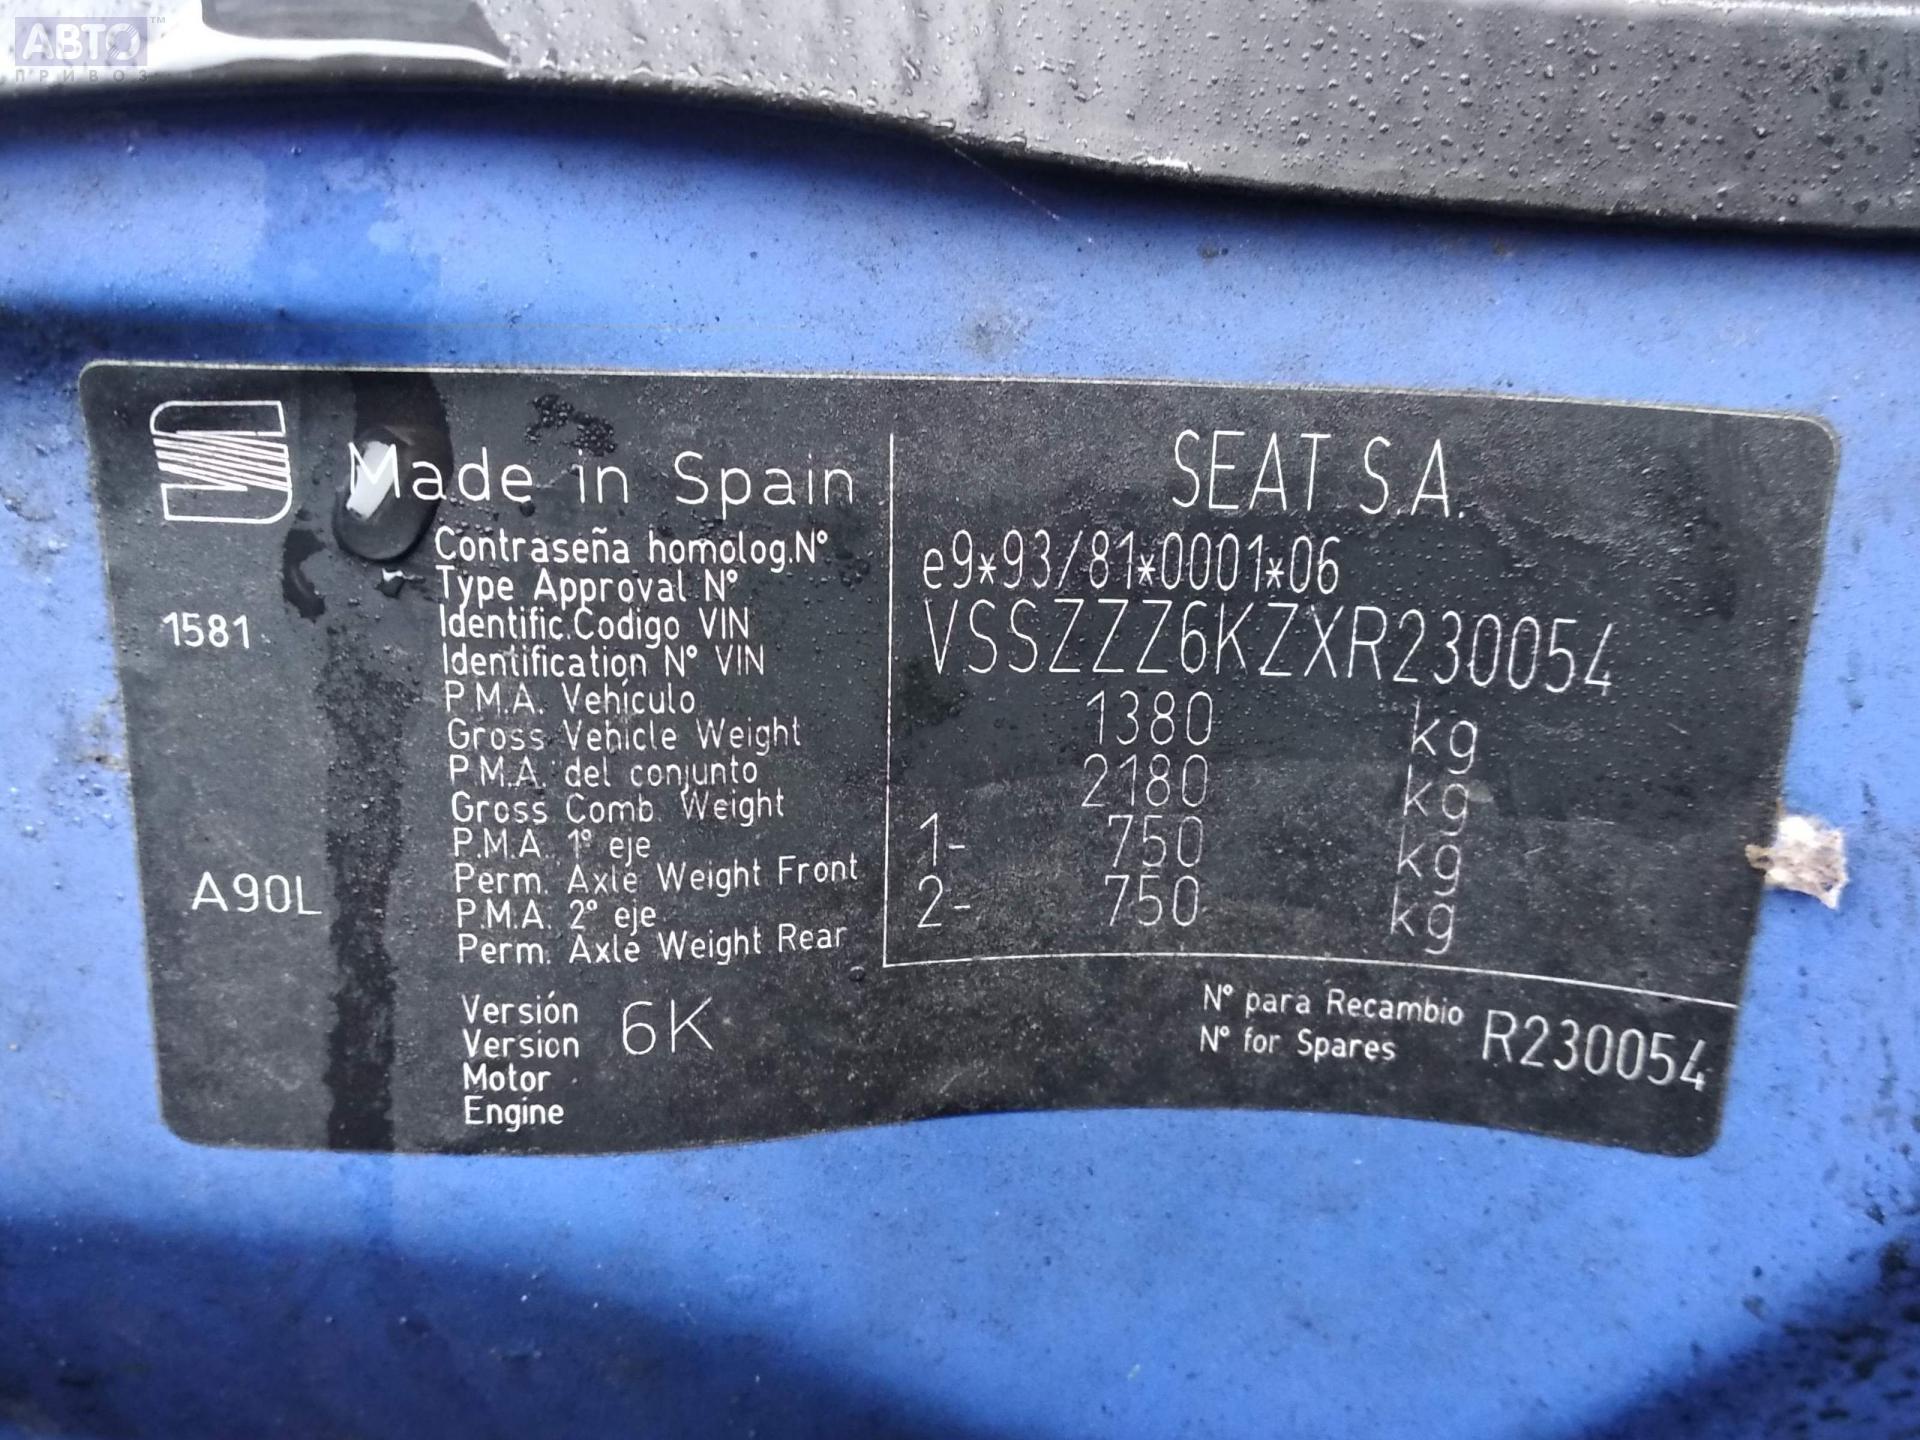 АВТО™
ПРИВОЗ
Made in Spain
SEAT S.A.
Contraseña homolog.N°
Type Approval N°
e9*93/81*0001*06
1581
Identific.Codigo VIN
Identification N° VIN
VSSZZZ6KZXR230054
P.M.A. Vehículo
Gross Vehicle Weight
1380 kg
P.M.A. del conjunto
Gross Comb. Weight
2180 kg
P.M.A. 1° eje
Perm. Axle Weight Front
1- 750 kg
A90L
P.M.A. 2° eje
Perm. Axle Weight Rear
2- 750 kg
Versión
Version
6K
Motor
Engine
N° para Recambio
N° for Spares
R230054